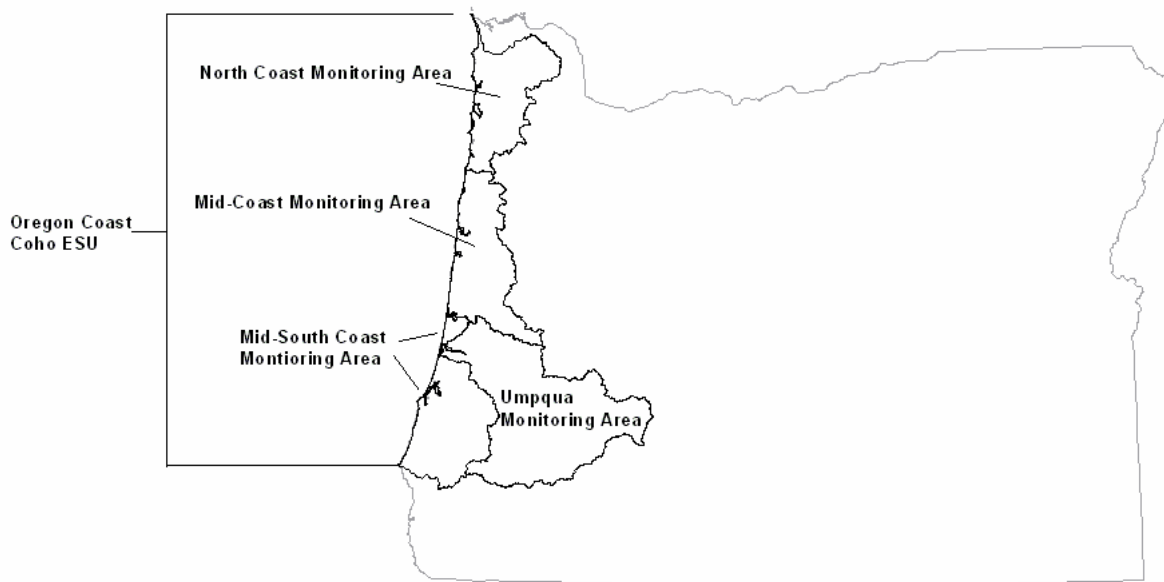 North Coast Monitoring Area
Mid-Coast Monitoring Area
Oregon Coast
Coho ESU
Mid-South Coast
Montioring Area
Umpqua
Monitoring Area